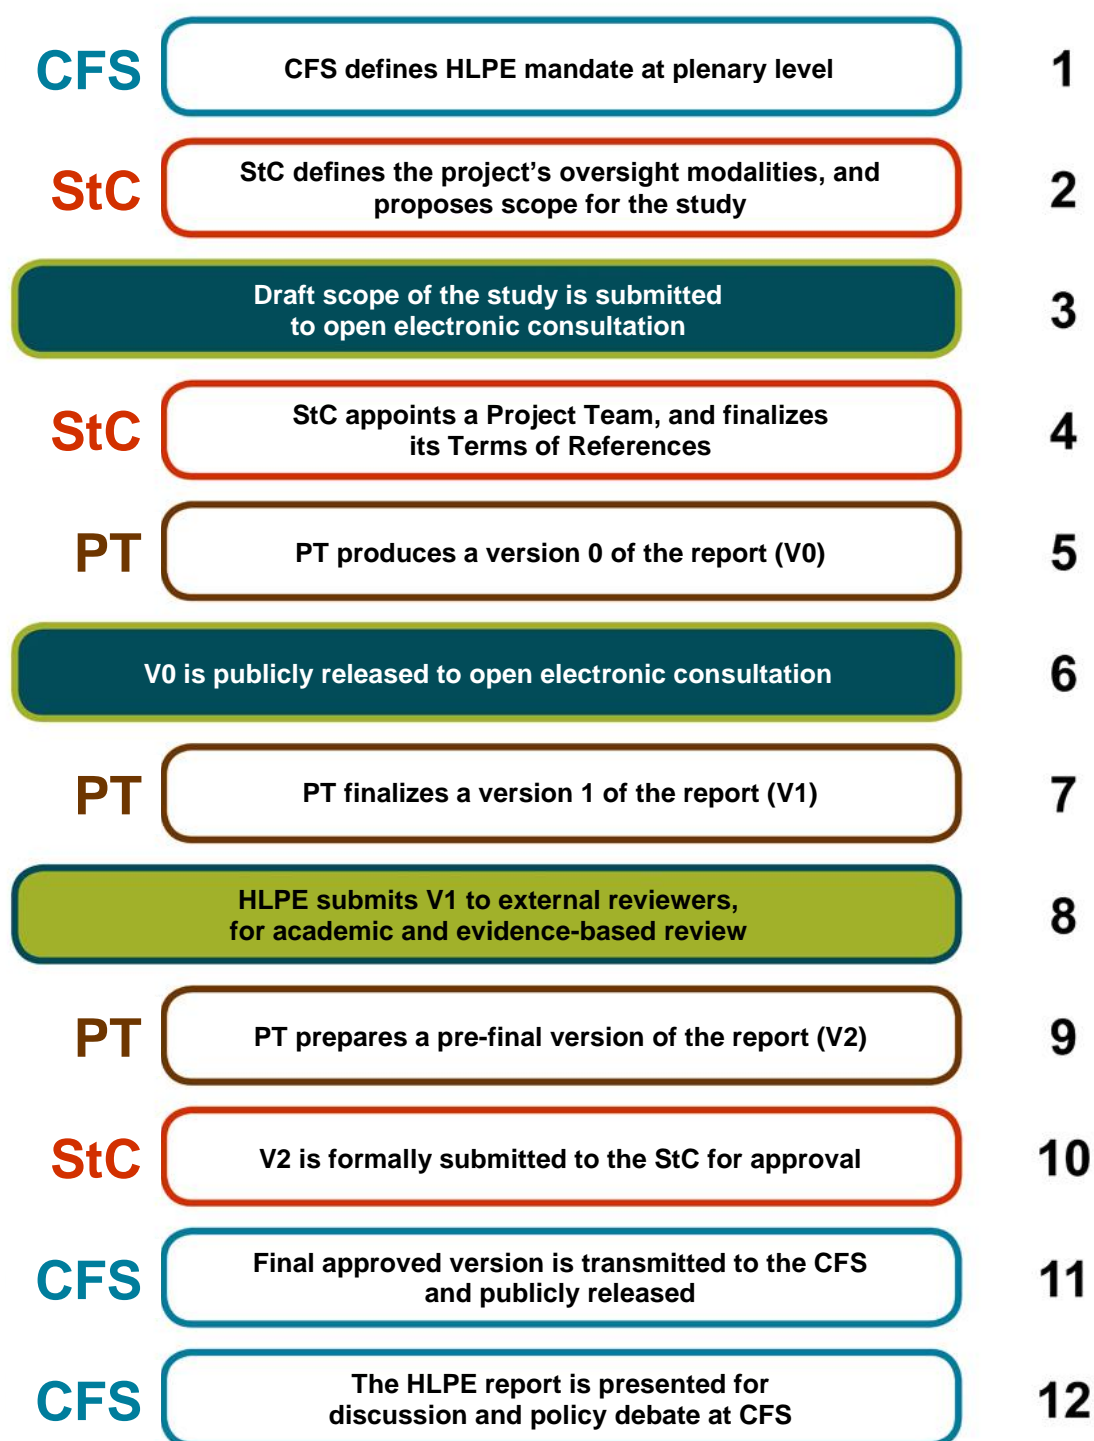 CFS
CFS defines HLPE mandate at plenary level
1
StC
StC defines the project's oversight modalities, and
proposes scope for the study
2
Draft scope of the study is submitted
to open electronic consultation
3
StC
StC appoints a Project Team, and finalizes
its Terms of References
4
PT
PT produces a version 0 of the report (V0)
5
V0 is publicly released to open electronic consultation
6
PT
PT finalizes a version 1 of the report (V1)
7
HLPE submits V1 to external reviewers,
for academic and evidence-based review
8
PT
PT prepares a pre-final version of the report (V2)
9
StC
V2 is formally submitted to the StC for approval
10
CFS
Final approved version is transmitted to the CFS
and publicly released
11
CFS
The HLPE report is presented for
discussion and policy debate at CFS
12